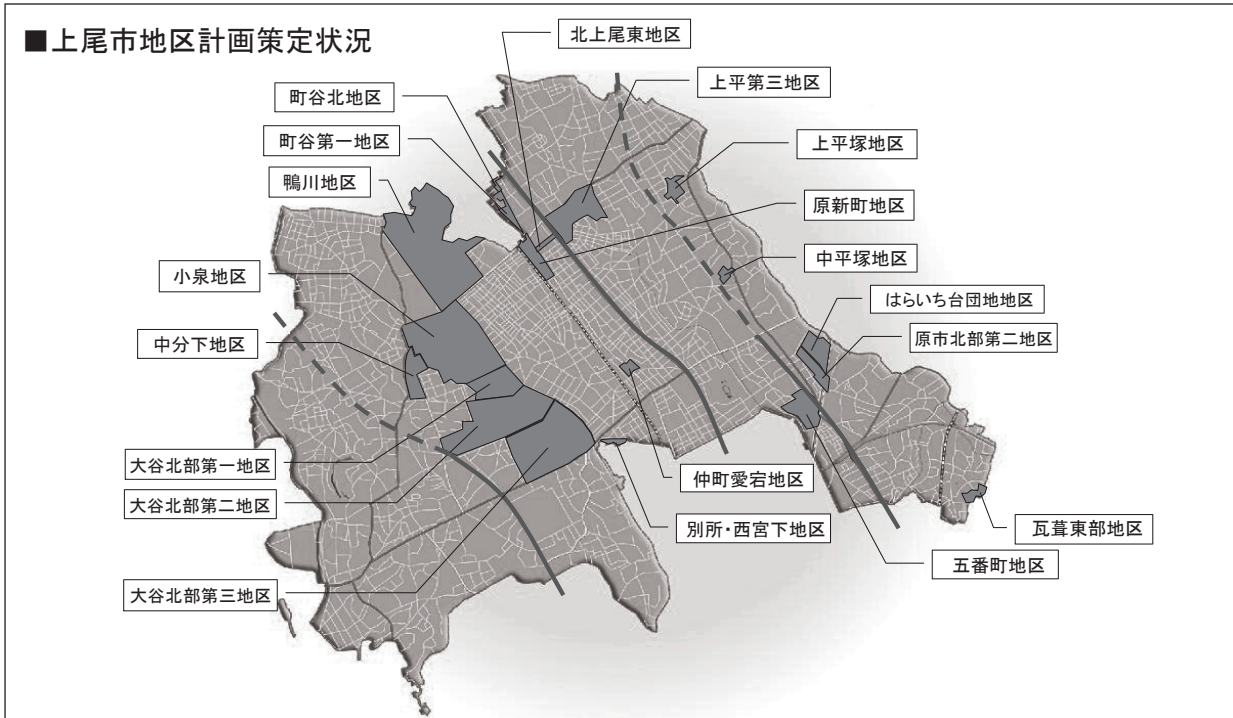 ■上尾市地区計画策定状況
北上尾東地区
上平第三地区
町谷北地区
町谷第一地区
上平塚地区
鴨川地区
原新町地区
中平塚地区
小泉地区
はらいち台団地地区
中分下地区
原市北部第二地区
大谷北部第一地区
仲町愛宕地区
大谷北部第二地区
別所・西宮下地区
瓦葺東部地区
五番町地区
大谷北部第三地区